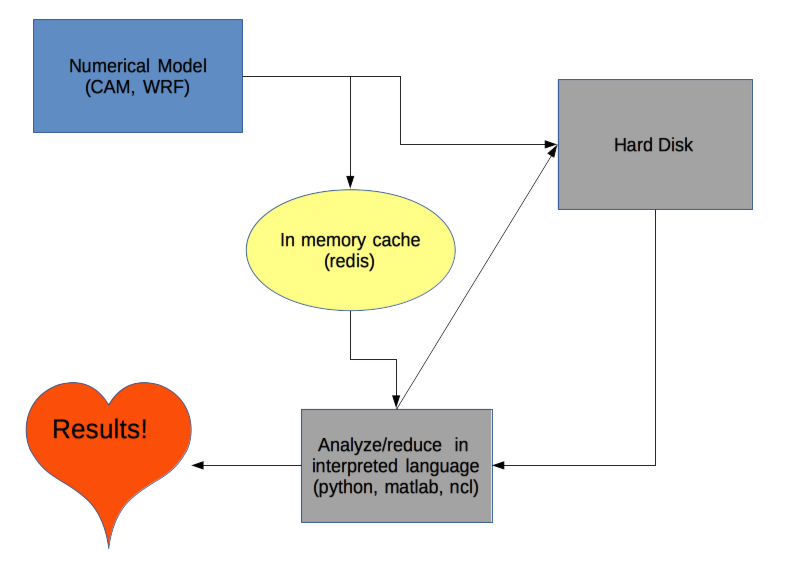 Numerical Model
(CAM, WRF)
Hard Disk
In memory cache
(redis)
Results!
Analyze/reduce in
interpreted language
(python, matlab, ncl)